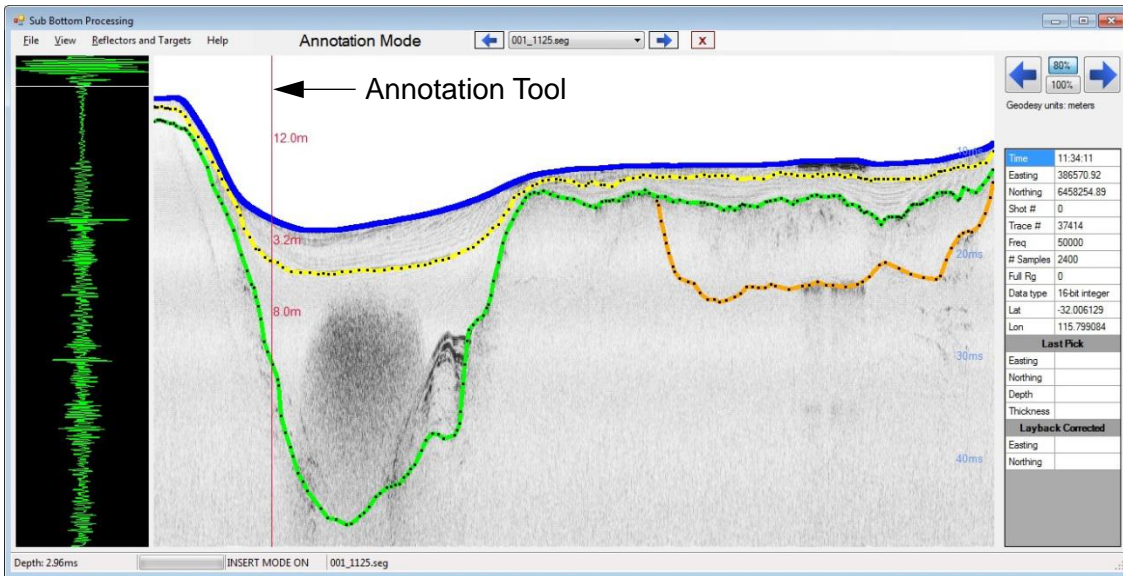 Sub Bottom Processing
File View Reflectors and Targets Help Annotation Mode 001_1125.seg X
Annotation Tool
80%
100%
Geodesy units: meters
12.0m
3.2m
8.0m
10ms
20ms
30ms
40ms
Time 11:34:11
Easting 386570.92
Northing 6458254.89
Shot # 0
Trace # 37414
Freq 50000
# Samples 2400
Full Rg 0
Data type 16-bit integer
Lat -32.006129
Lon 115.799084
Last Pick
Easting
Northing
Depth
Thickness
Layback Corrected
Easting
Northing
Depth: 2.96ms INSERT MODE ON 001_1125.seg